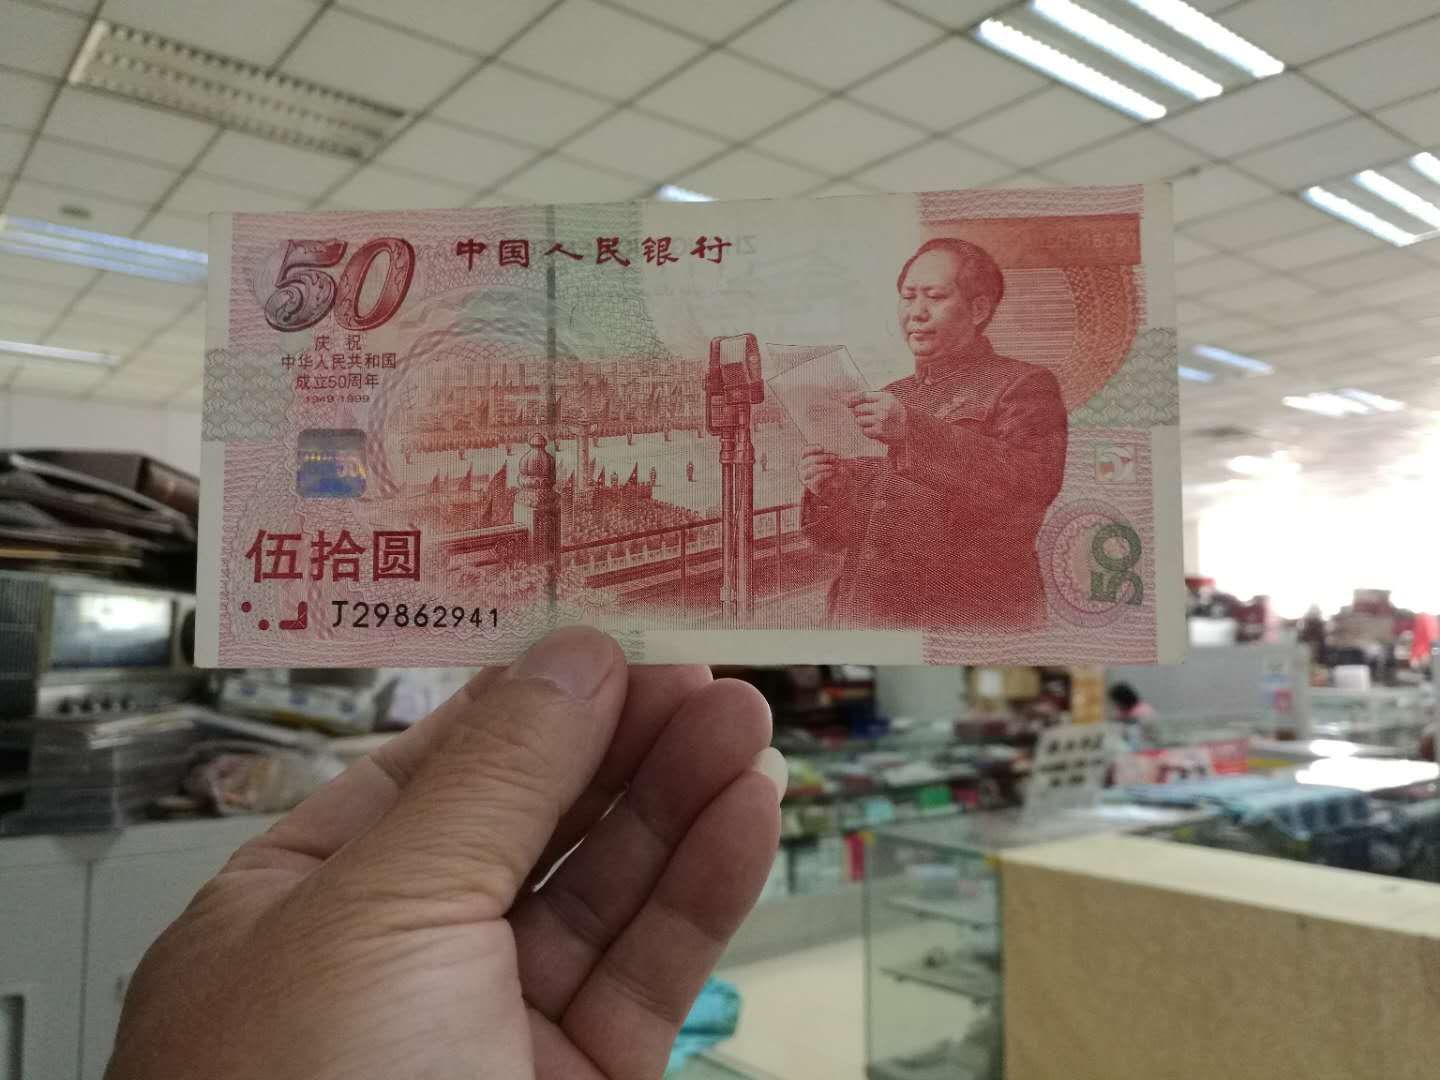 50
中国人民银行
庆祝
中华人民共和国
成立50周年
1949 1999
伍拾圆
J29862941
50